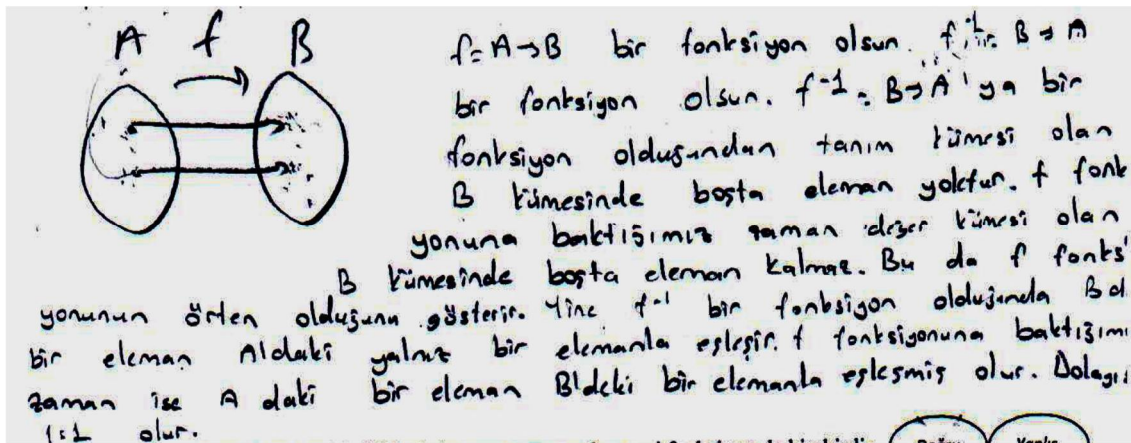 A f B
f: A→B bir fonksiyon olsun. f⁻¹: B→A
bir fonksiyon olsun. f⁻¹: B→A'ya bir
fonksiyon olduğundan tanım kümesi olan
B kümesinde boşta eleman yoktur. f fonk
yonuna baktığımız zaman değer kümesi olan
B kümesinde boşta eleman kalmaz. Bu da f fonks
yonunun örten olduğunu gösterir. Yine f⁻¹ bir fonksiyon olduğunda B d
bir eleman A'daki yalnız bir elemanla eşleşir. f fonksiyonuna baktığımı
zaman ise A daki bir eleman B'deki bir elemanla eşleşmiş olur. Dolayı
1:1 olur.